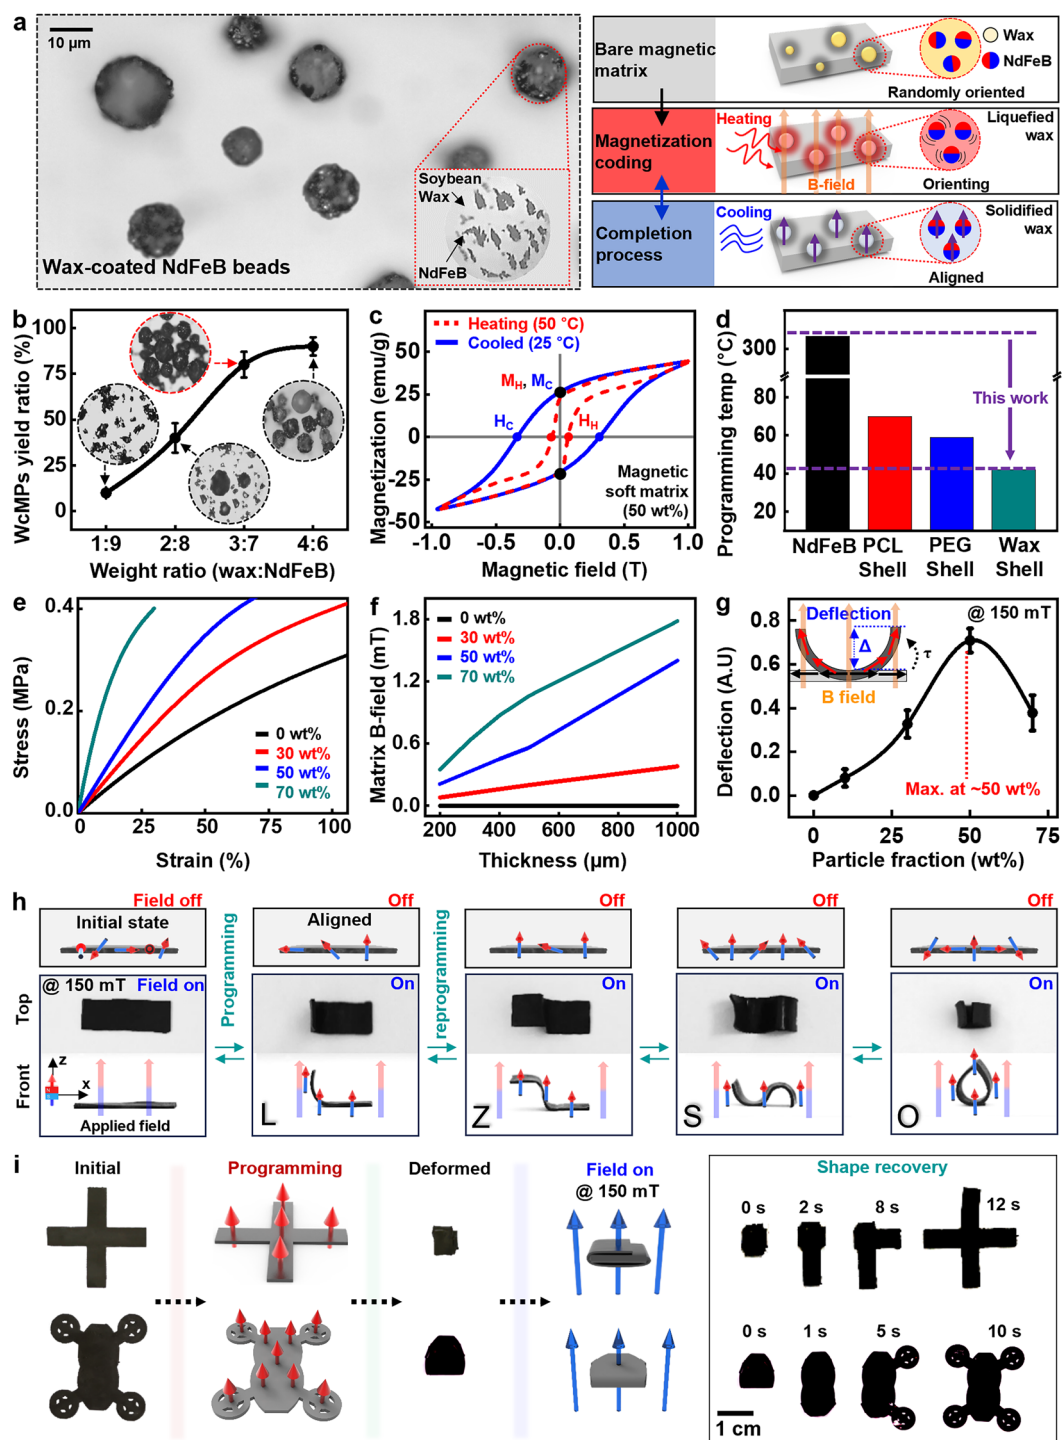 a
10 µm
Soybean
Wax
NdFeB
Wax-coated NdFeB beads
Bare magnetic
matrix
Wax
NdFeB
Randomly oriented
Magnetization
coding
Heating
B-field
Liquefied
wax
Orienting
Completion
process
Cooling
Solidified
wax
Aligned
b
WcMPs yield ratio (%)
100
75
50
25
0
1:9 2:8 3:7 4:6
Weight ratio (wax:NdFeB)
c
Heating (50 °C)
Cooled (25 °C)
Magnetization (emu/g)
50
25
0
-25
-50
M_H, M_C
H_C
H_H
Magnetic
soft matrix
(50 wt%)
-1.0 -0.5 0.0 0.5 1.0
Magnetic field (T)
d
Programming temp (°C)
300
80
60
40
20
This work
NdFeB PCL Shell PEG Shell Wax Shell
e
Stress (MPa)
0.4
0.2
0.0
0 wt%
30 wt%
50 wt%
70 wt%
0 25 50 75 100
Strain (%)
f
Matrix B-field (mT)
1.8
1.2
0.6
0.0
0 wt%
30 wt%
50 wt%
70 wt%
200 400 600 800 1000
Thickness (µm)
g
@ 150 mT
Deflection (A.U)
0.8
0.6
0.4
0.2
0.0
Deflection
Δ
τ
B field
Max. at ~50 wt%
0 25 50 75
Particle fraction (wt%)
h
Field off
Initial state
Off
Aligned
Off
Off
Off
Programming
reprogramming
Top
@ 150 mT Field on
On
On
On
On
Front
z
x
Applied field
L
Z
S
O
i
Initial
Programming
Deformed
Field on
@ 150 mT
Shape recovery
0 s 2 s 8 s 12 s
0 s 1 s 5 s 10 s
1 cm